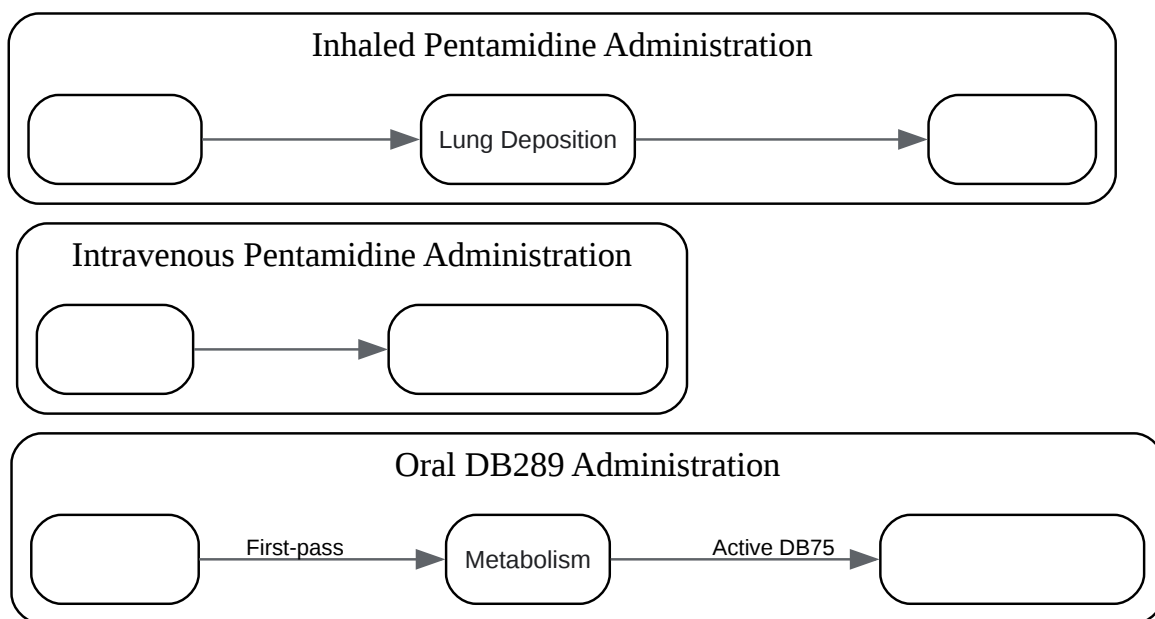 Inhaled Pentamidine Administration
Lung Deposition
Intravenous Pentamidine Administration
Oral DB289 Administration
First-pass
Metabolism
Active DB75